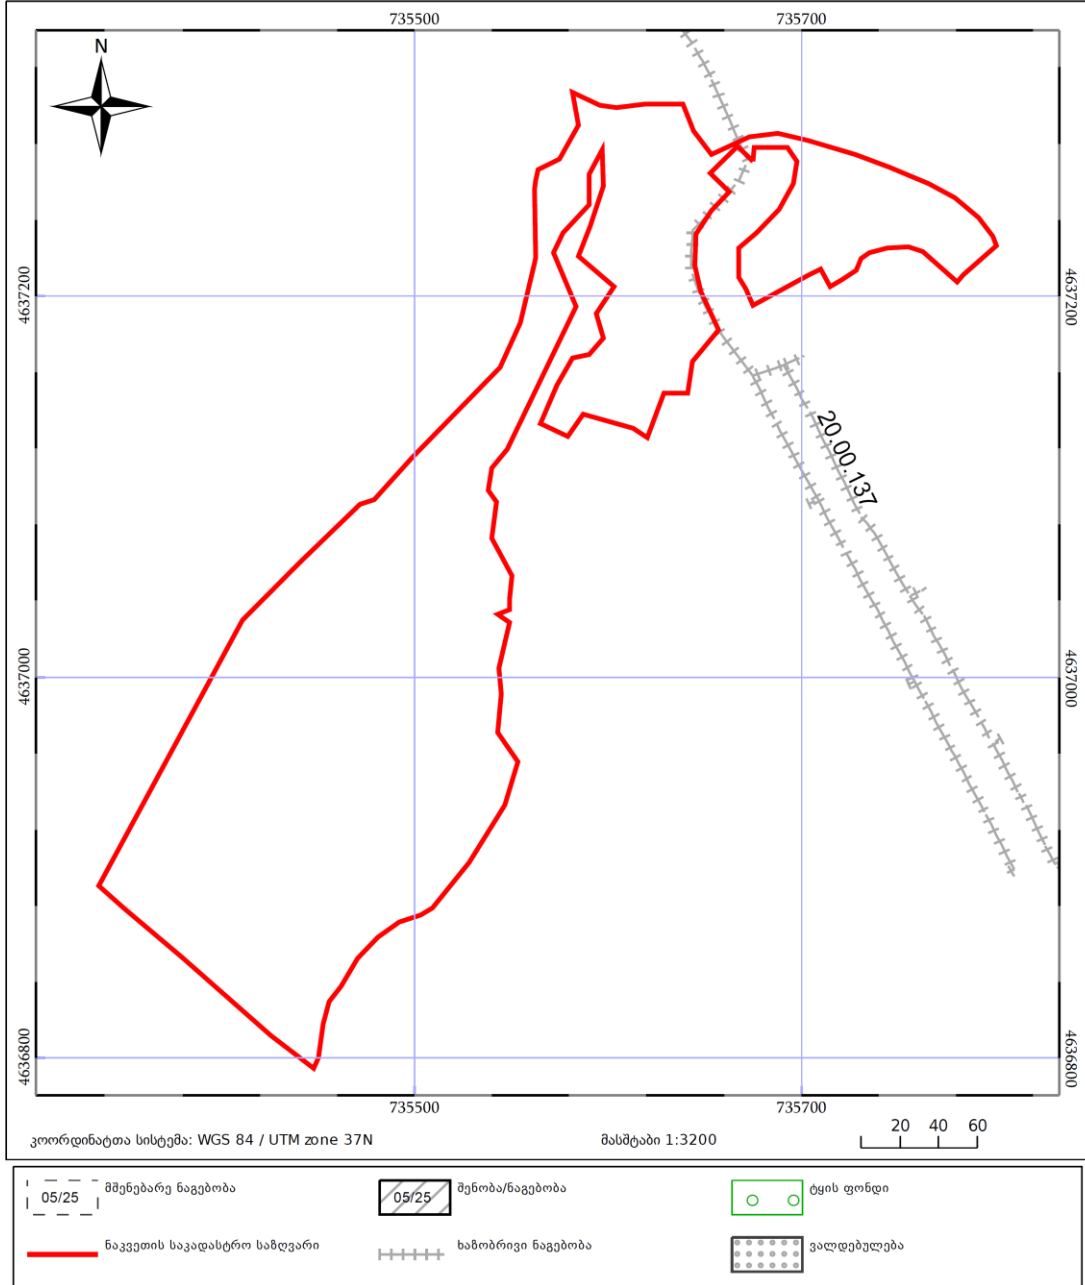 735500 735700
N
4637200 4637200
20.00.137
4637000 4637000
4636800 4636800
735500 735700
კოორდინატთა სისტემა: WGS 84 / UTM zone 37N
მასშტაბი 1:3200
20 40 60
05/25 მშენებარე ნაგებობა
05/25 შენობა/ნაგებობა
ტყის ფონდი
ნაკვეთის საკადასტრო საზღვარი
ხაზობრივი ნაგებობა
ვალდებულება